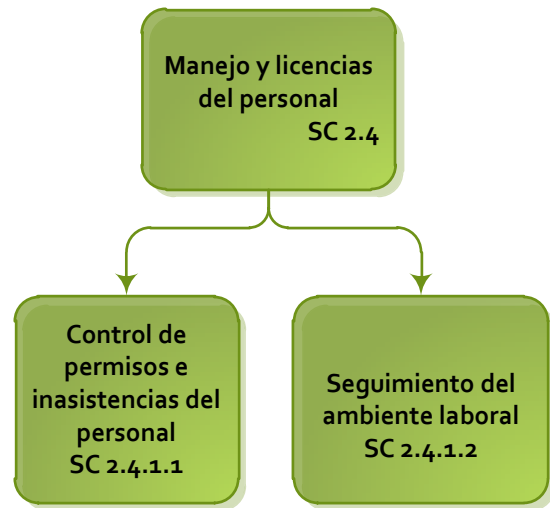 Manejo y licencias
del personal
SC 2.4
Control de
permisos e
inasistencias del
personal
SC 2.4.1.1
Seguimiento del
ambiente laboral
SC 2.4.1.2